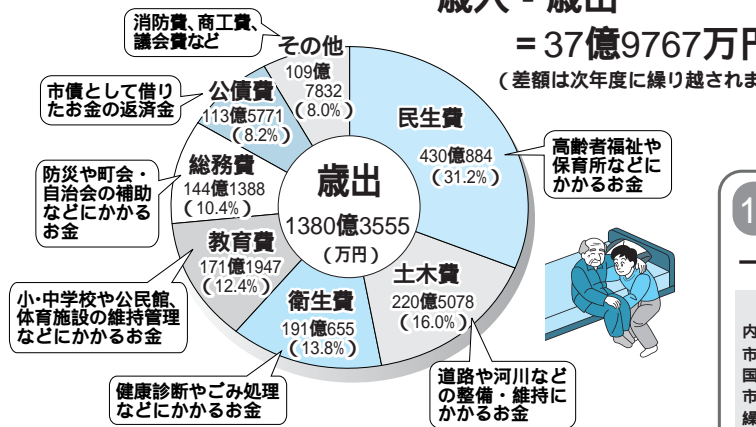 歳入 - 歳出
= 37億9767万円
(差額は次年度に繰り越されま
消防費、商工費、
議会費など
その他
109億
7832
(8.0%)
市債として借り
たお金の返済金
公債費
113億5771
(8.2%)
民生費
430億884
(31.2%)
高齢者福祉や
保育所などに
かかるお金
防災や町会・
自治会の補助
などにかかる
お金
総務費
144億1388
(10.4%)
歳出
1380億3555
(万円)
教育費
171億1947
(12.4%)
小・中学校や公民館、
体育施設の維持管理
などにかかるお金
衛生費
191億655
(13.8%)
土木費
220億5078
(16.0%)
健康診断やごみ処理
などにかかるお金
道路や河川など
の整備・維持に
かかるお金
1
内
市
国
市
繰